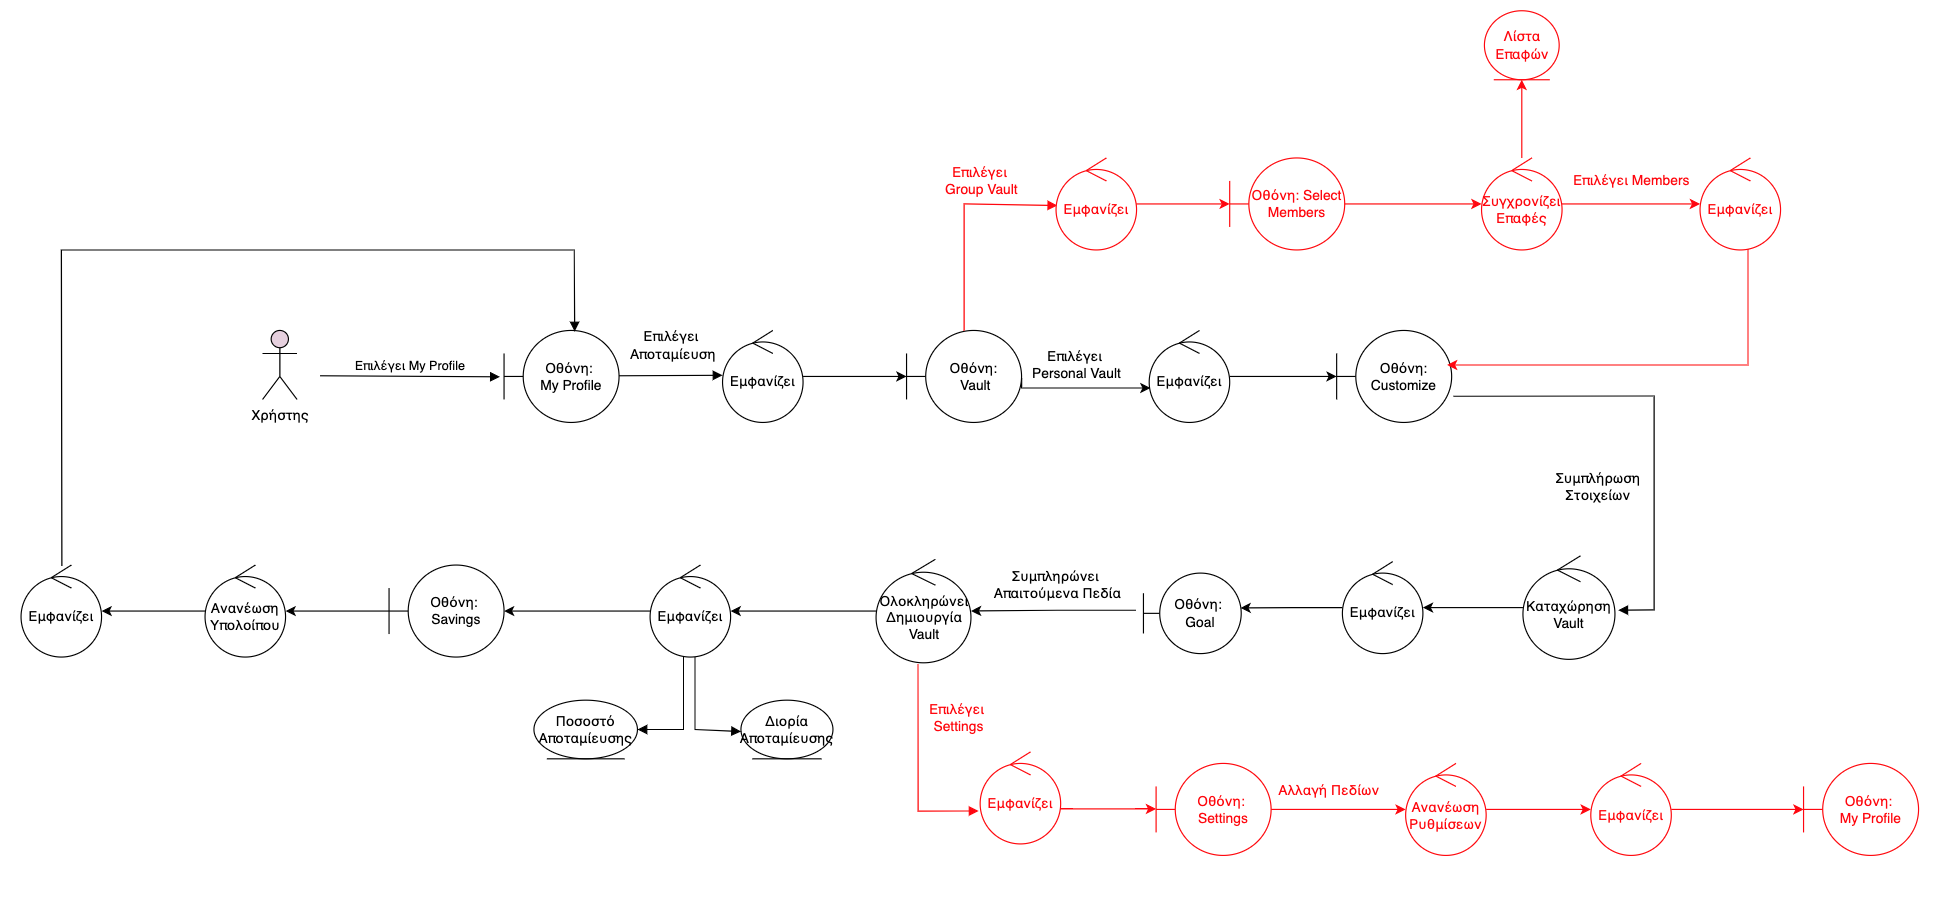 Λίστα
Επαφών
Επιλέγει
Group Vault
Εμφανίζει
Οθόνη: Select
Members
Συγχρονίζει
Επαφές
Επιλέγει Members
Εμφανίζει
Χρήστης
Επιλέγει My Profile
Οθόνη:
My Profile
Επιλέγει
Αποταμίευση
Εμφανίζει
Οθόνη:
Vault
Επιλέγει
Personal Vault
Εμφανίζει
Οθόνη:
Customize
Συμπλήρωση
Στοιχείων
Εμφανίζει
Ανανέωση
Υπολοίπου
Οθόνη:
Savings
Εμφανίζει
Ολοκληρώνει
Δημιουργία
Vault
Συμπληρώνει
Απαιτούμενα Πεδία
Οθόνη:
Goal
Εμφανίζει
Καταχώρηση
Vault
Ποσοστό
Αποταμίευσης
Διορία
Αποταμίευσης
Επιλέγει
Settings
Εμφανίζει
Οθόνη:
Settings
Αλλαγή Πεδίων
Ανανέωση
Ρυθμίσεων
Εμφανίζει
Οθόνη:
My Profile